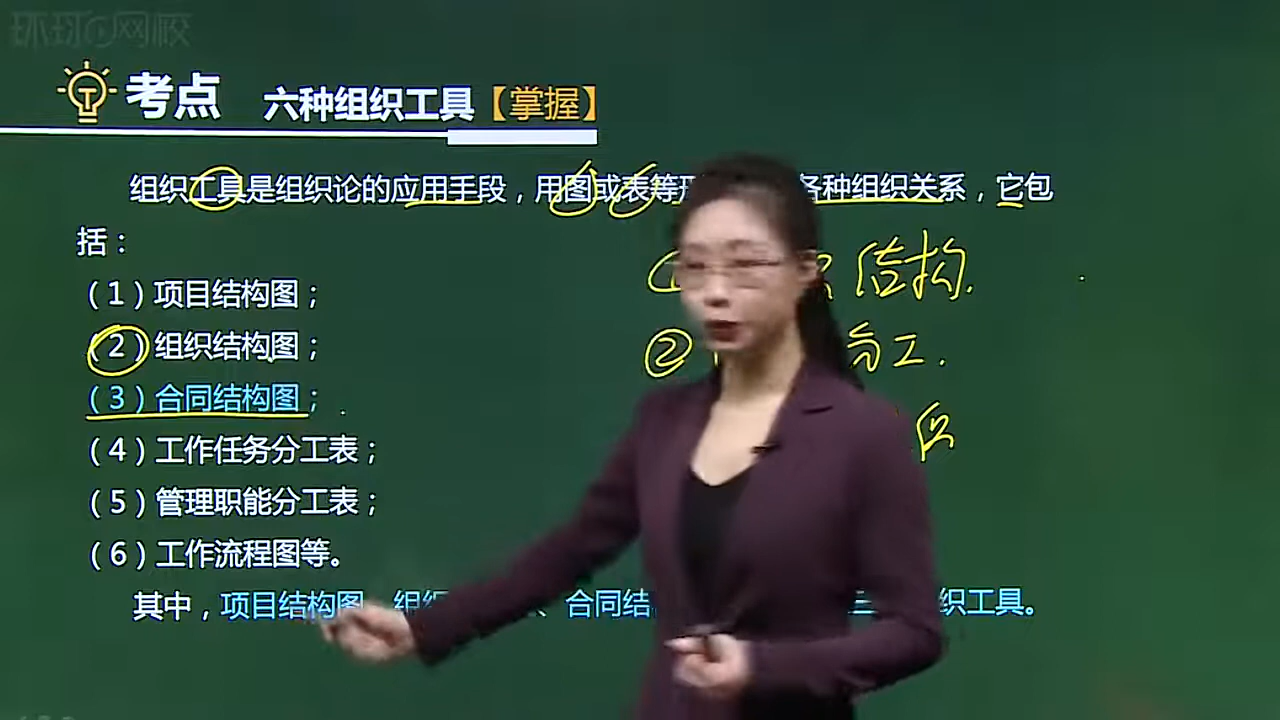 环球网校
考点 六种组织工具【掌握】
组织工具是组织论的应用手段，用图或表等 各种组织关系，它包
括：
（1）项目结构图；
① 结构.
（2）组织结构图；
② 分工.
（3）合同结构图；
（4）工作任务分工表；
（5）管理职能分工表；
（6）工作流程图等。
其中，项目结构图、组织 、合同结 织工具。